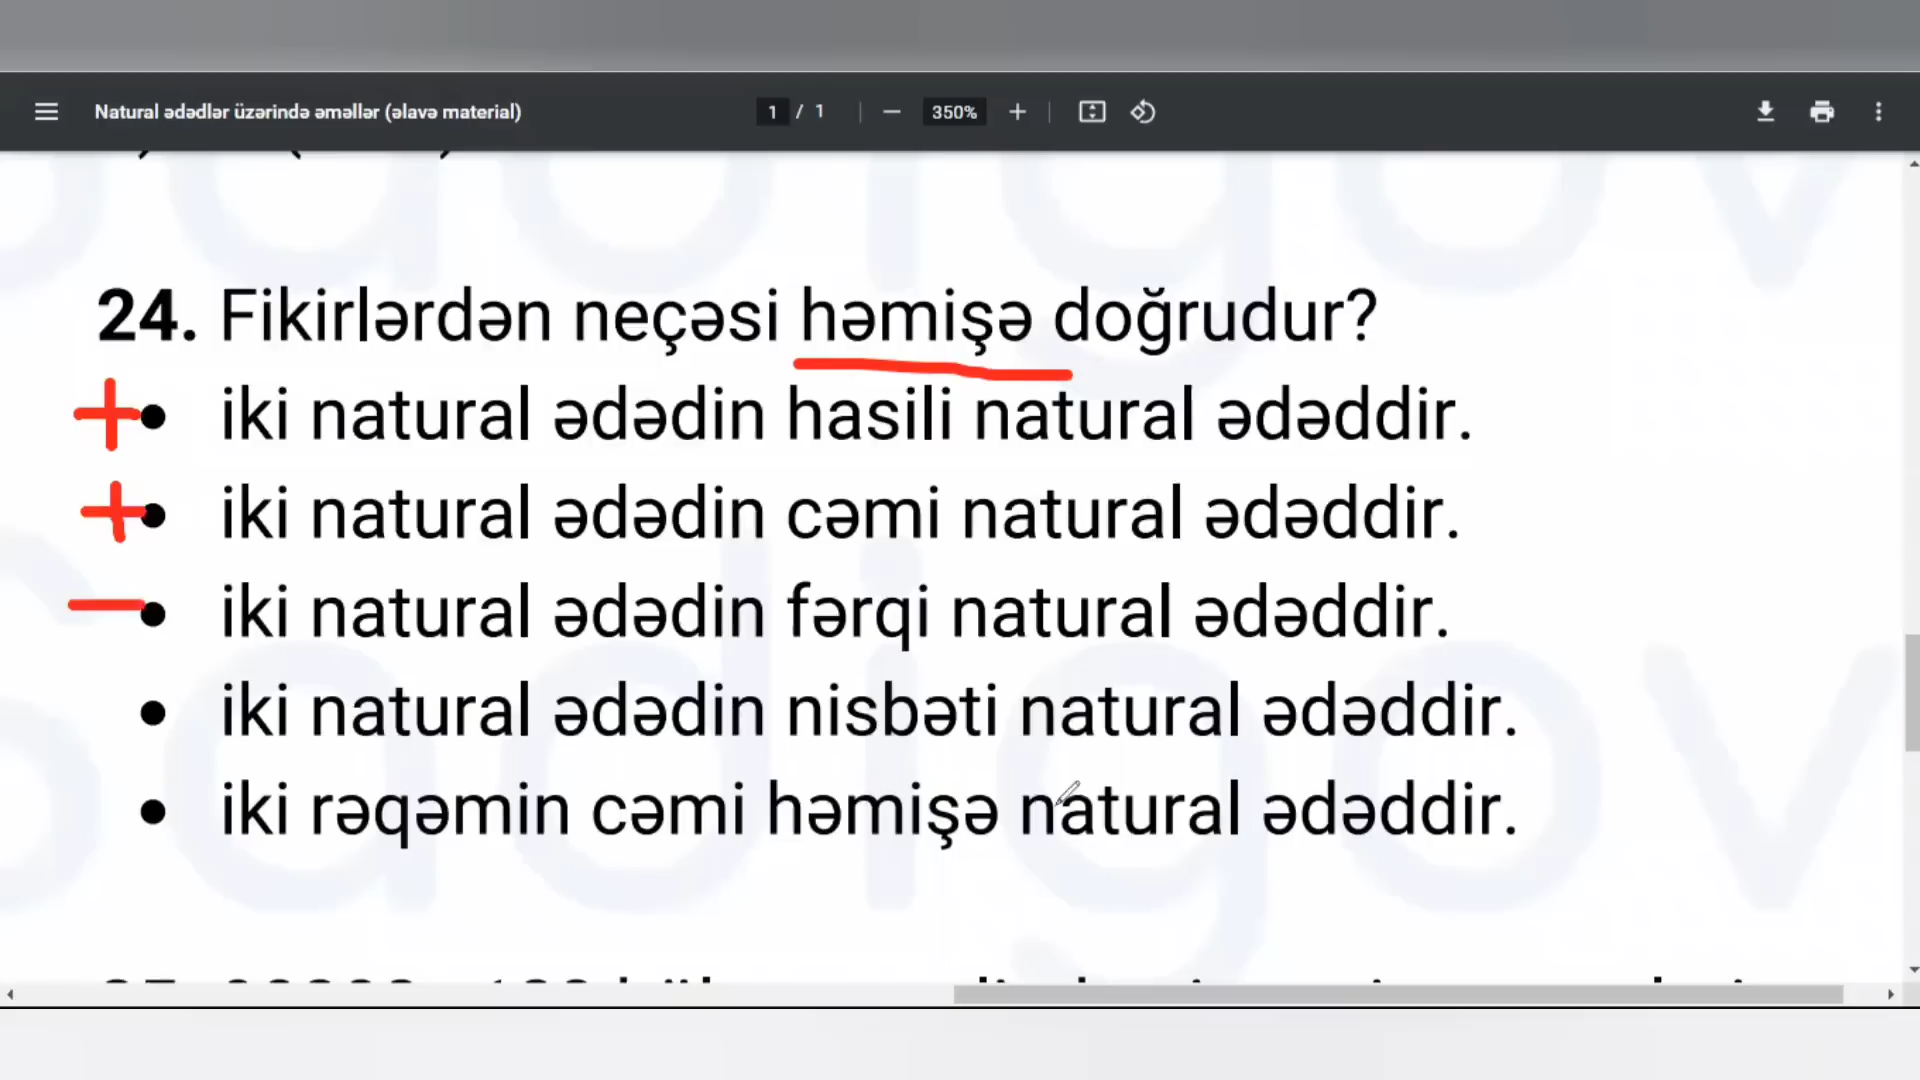 Natural ədədlər üzərində əməllər (əlavə material)
1 / 1
350%
24. Fikirlərdən neçəsi həmişə doğrudur?
+ • iki natural ədədin hasili natural ədəddir.
+ • iki natural ədədin cəmi natural ədəddir.
– • iki natural ədədin fərqi natural ədəddir.
• iki natural ədədin nisbəti natural ədəddir.
• iki rəqəmin cəmi həmişə natural ədəddir.